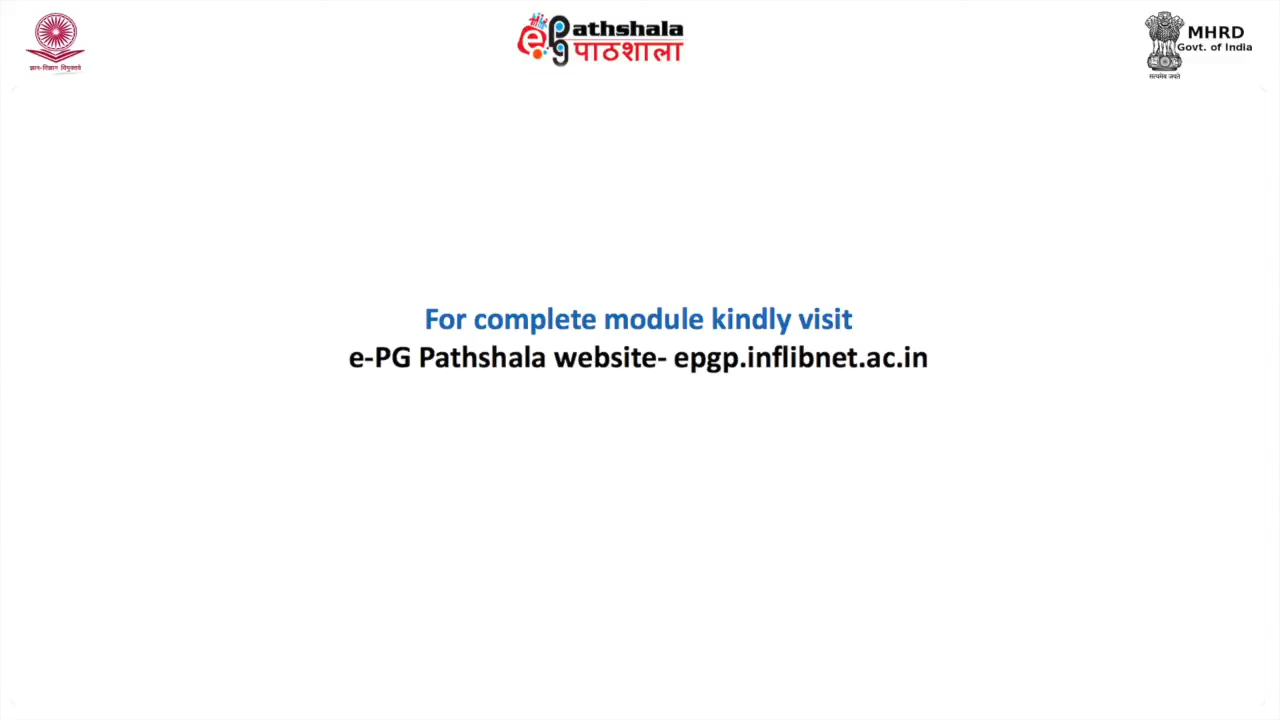 ज्ञान-विज्ञान विमुक्तये
ePG Pathshala
पाठशाला
MHRD
Govt. of India
सत्यमेव जयते
For complete module kindly visit
e-PG Pathshala website- epgp.inflibnet.ac.in